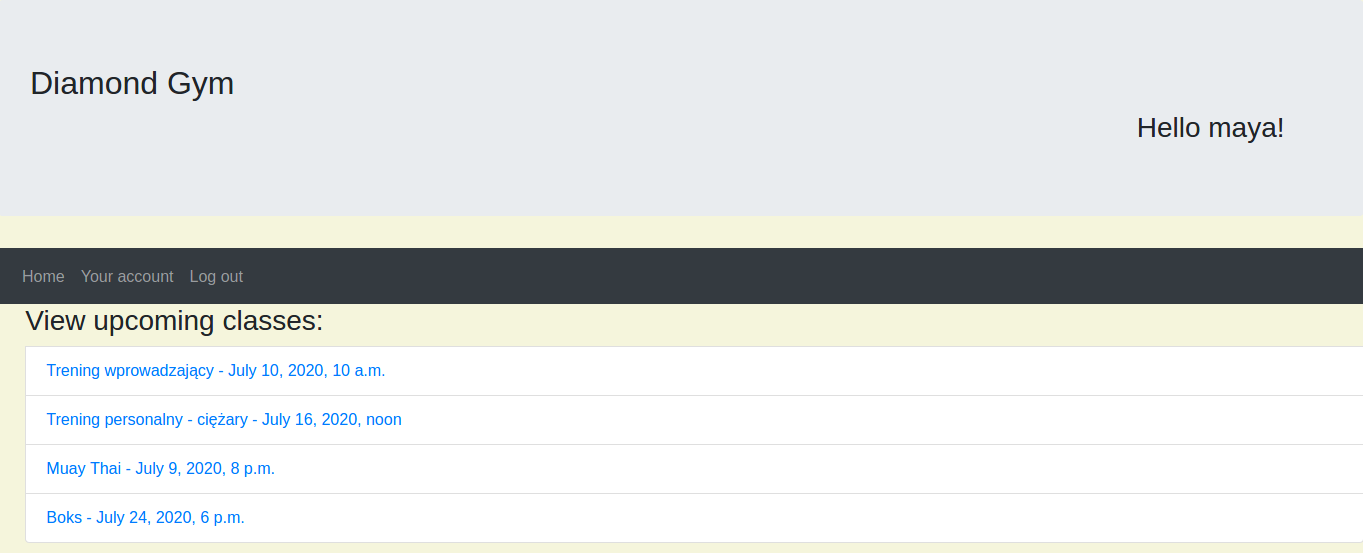 Diamond Gym
Hello maya!
Home Your account Log out
View upcoming classes:
Trening wprowadzający - July 10, 2020, 10 a.m.
Trening personalny - ciężary - July 16, 2020, noon
Muay Thai - July 9, 2020, 8 p.m.
Boks - July 24, 2020, 6 p.m.